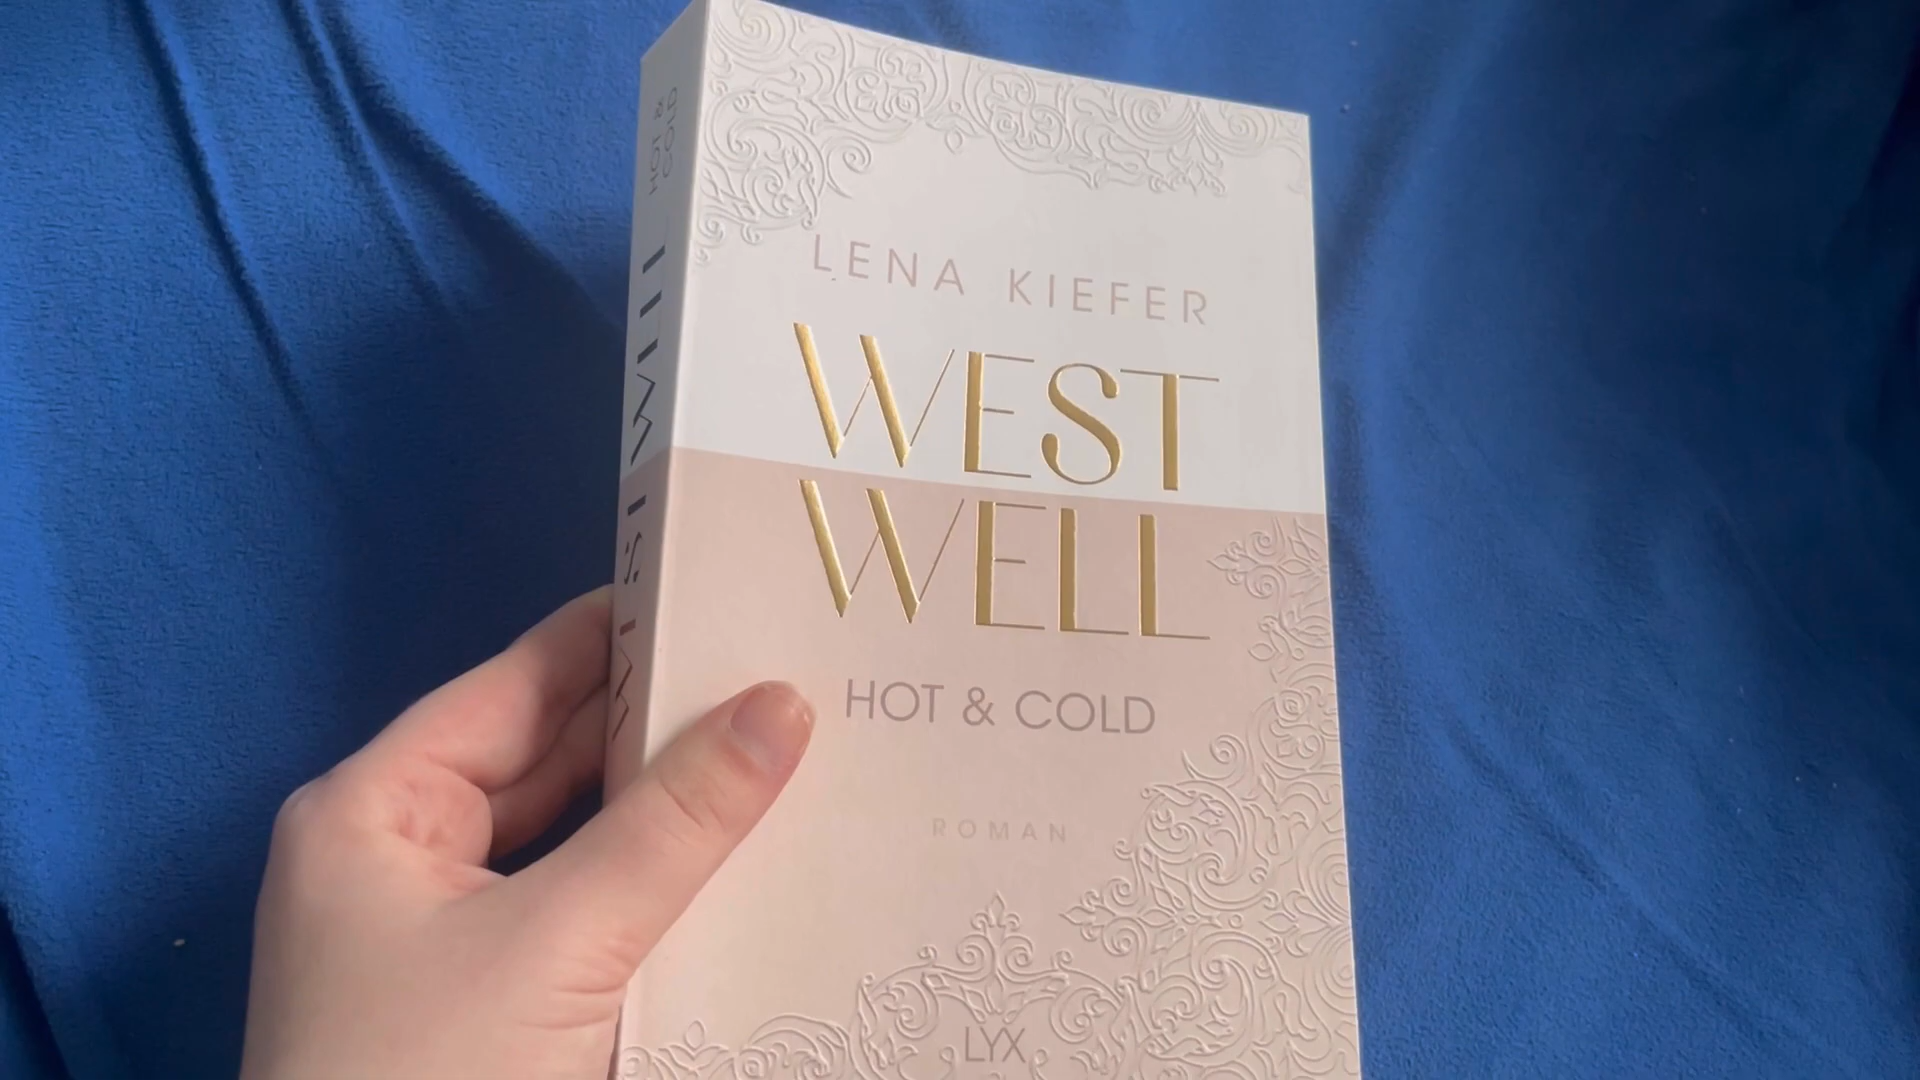 LENA KIEFER
WEST
WELL
HOT & COLD
ROMAN
LYX
HOT &
COLD
WESTWELL